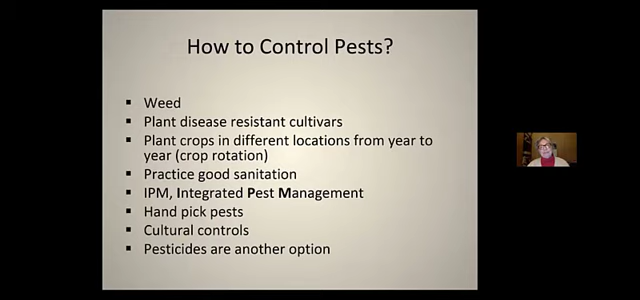 How to Control Pests?
▪ Weed
▪ Plant disease resistant cultivars
▪ Plant crops in different locations from year to
year (crop rotation)
▪ Practice good sanitation
▪ IPM, Integrated Pest Management
▪ Hand pick pests
▪ Cultural controls
▪ Pesticides are another option